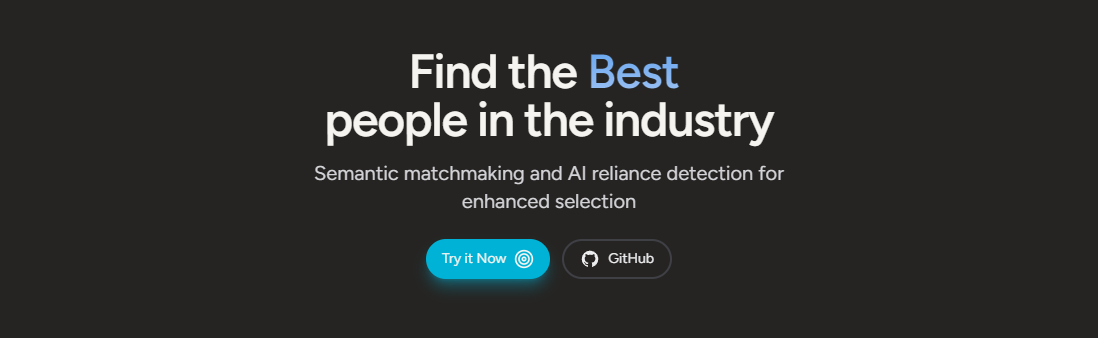 Find the Best
people in the industry
Semantic matchmaking and AI reliance detection for
enhanced selection
Try it Now
GitHub